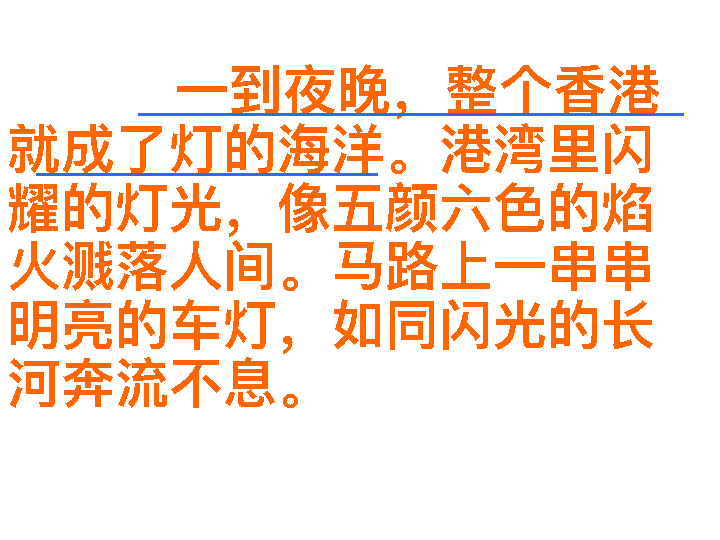 一到夜晚，整个香港
就成了灯的海洋。港湾里闪
耀的灯光，像五颜六色的焰
火溅落人间。马路上一串串
明亮的车灯，如同闪光的长
河奔流不息。